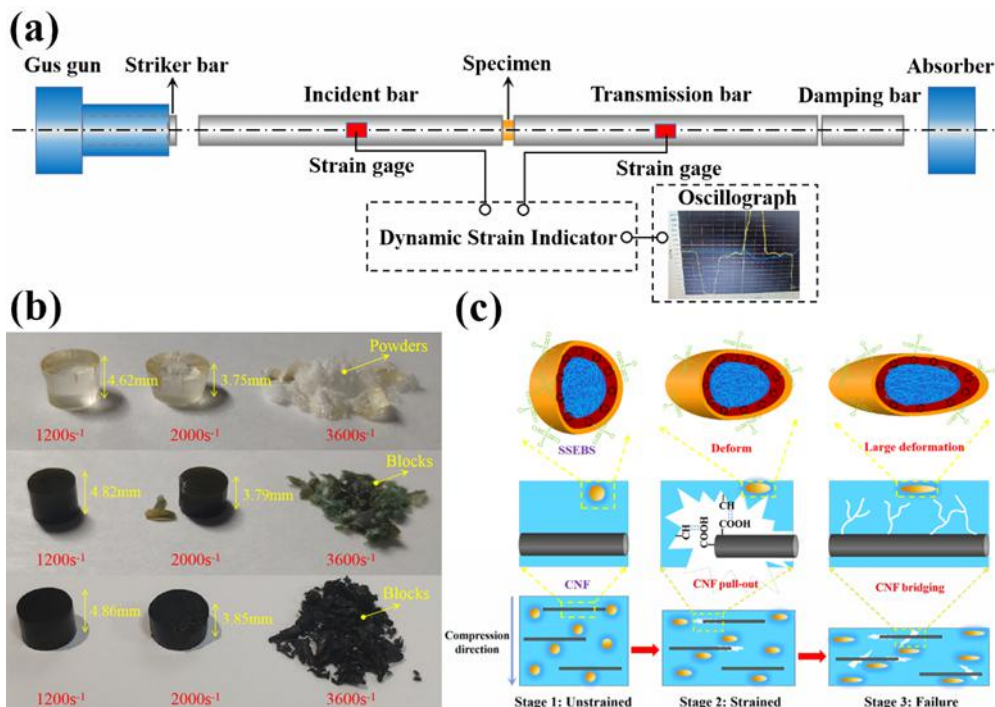 (a)
Gus gun
Striker bar
Specimen
Absorber
Incident bar
Transmission bar
Damping bar
Strain gage
Strain gage
Oscillograph
Dynamic Strain Indicator
(b)
Powders
4.62mm
3.75mm
1200s⁻¹
2000s⁻¹
3600s⁻¹
Blocks
4.82mm
3.79mm
1200s⁻¹
2000s⁻¹
3600s⁻¹
Blocks
4.86mm
3.85mm
1200s⁻¹
2000s⁻¹
3600s⁻¹
(c)
SSEBS
Deform
Large deformation
CH
COOH
CH
COOH
CNF
CNF pull-out
CNF bridging
Compression
direction
Stage 1: Unstrained
Stage 2: Strained
Stage 3: Failure